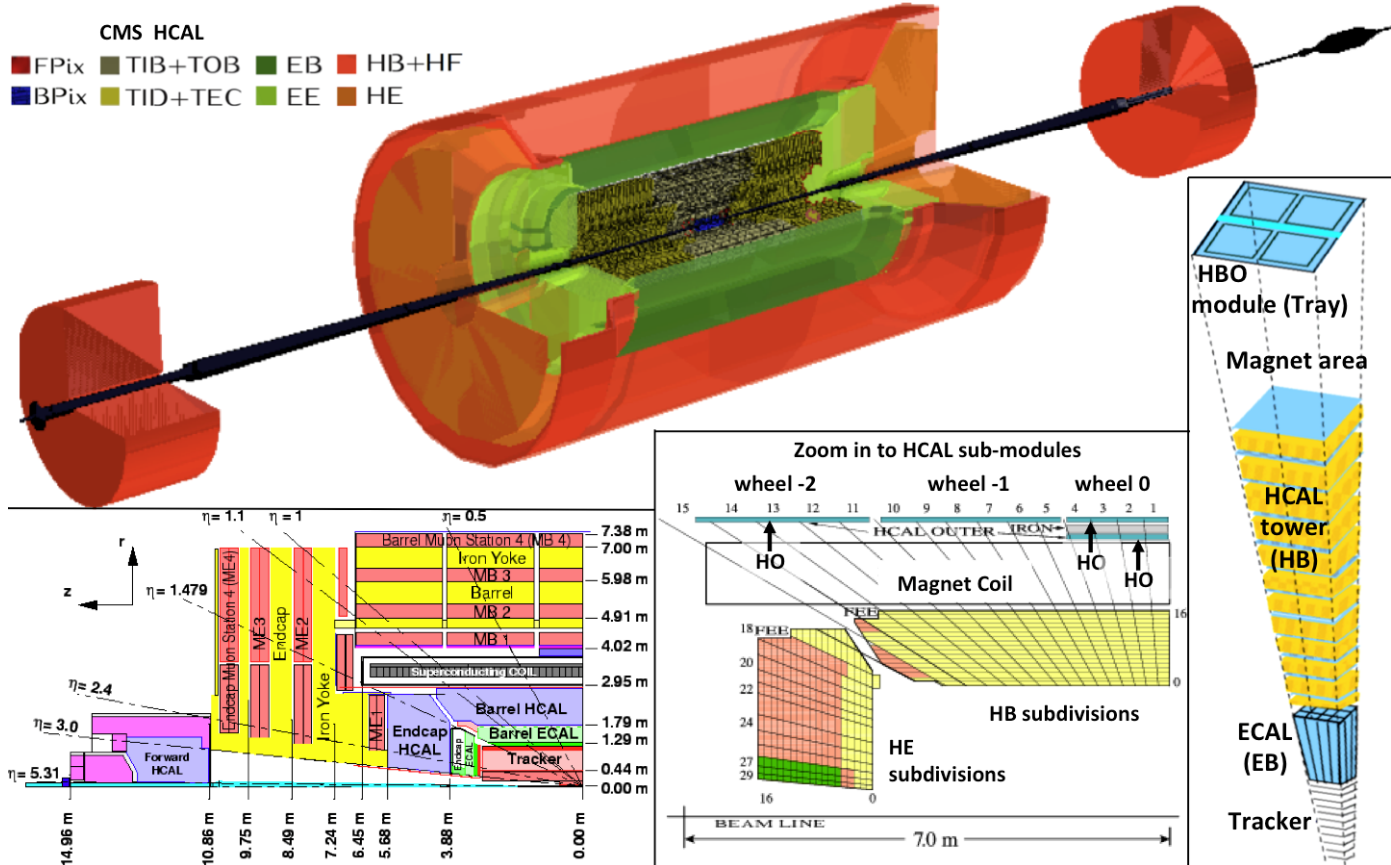 CMS HCAL
FPix TIB+TOB EB HB+HF
BPix TID+TEC EE HE
HBO
module (Tray)
Magnet area
HCAL
tower
(HB)
ECAL
(EB)
Tracker
Zoom in to HCAL sub-modules
wheel -2 wheel -1 wheel 0
15 14 13 12 11 10 9 8 7 6 5 4 3 2 1
HCAL OUTER IRON
HO HO HO
Magnet Coil
FEE 16
18 FEE
20
22
24
27
29
16 0
0
HB subdivisions
HE
subdivisions
BEAM LINE
7.0 m
η= 1.1 η= 1 η= 0.5
r
z
η= 1.479
η= 2.4
η= 3.0
η= 5.31
Barrel Muon Station 4 (MB 4)
Iron Yoke
MB 3
Barrel
MB 2
MB 1
Superconducting COIL
Barrel HCAL
Barrel ECAL
Tracker
Endcap Muon Station 4 (ME4)
ME3
Endcap
ME2
Iron Yoke
ME1
Endcap
HCAL
Endcap
ECAL
Forward
HCAL
7.38 m
7.00 m
5.98 m
4.91 m
4.02 m
2.95 m
1.79 m
1.29 m
0.44 m
0.00 m
14.96 m
10.86 m
9.75 m
8.49 m
7.24 m
6.45 m
5.68 m
3.88 m
0.00 m